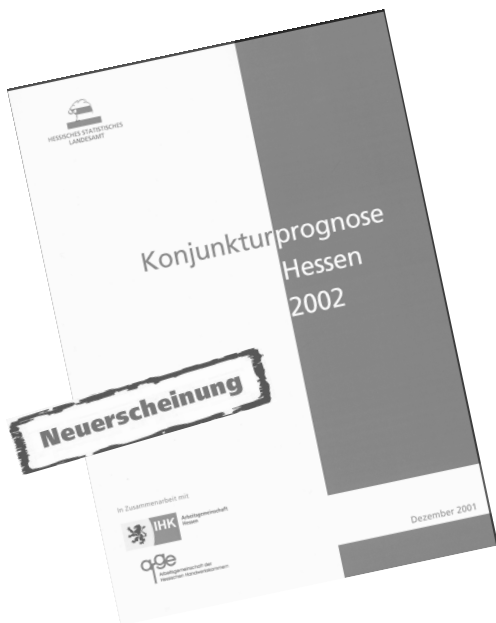 HESSISCHES STATISTISCHES
LANDESAMT
Konjunkturprognose
Hessen
2002
Neuerscheinung
In Zusammenarbeit mit
IHK Arbeitsgemeinschaft
Hessen
Dezember 2001
age
Arbeitsgemeinschaft der
Hessischen Handwerkskammern